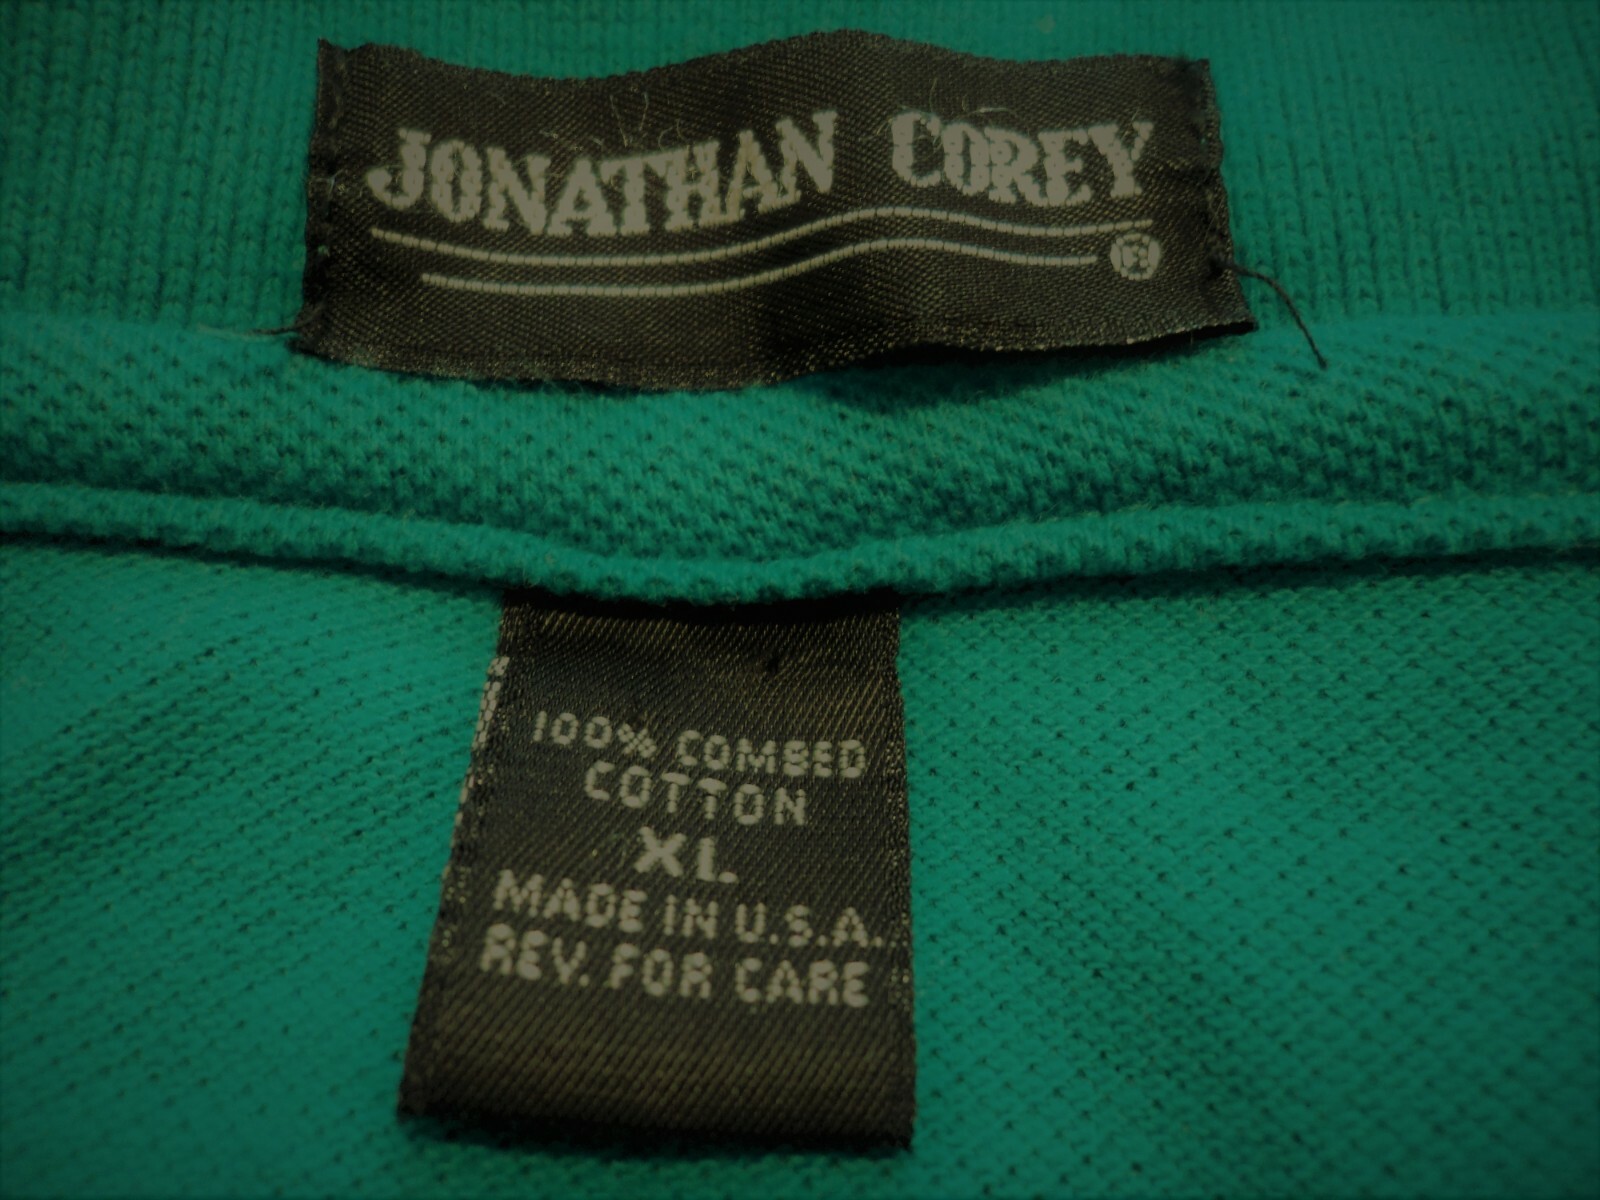 JONATHAN COREY
®
100% COMBED
COTTON
XL
MADE IN U.S.A.
REV. FOR CARE